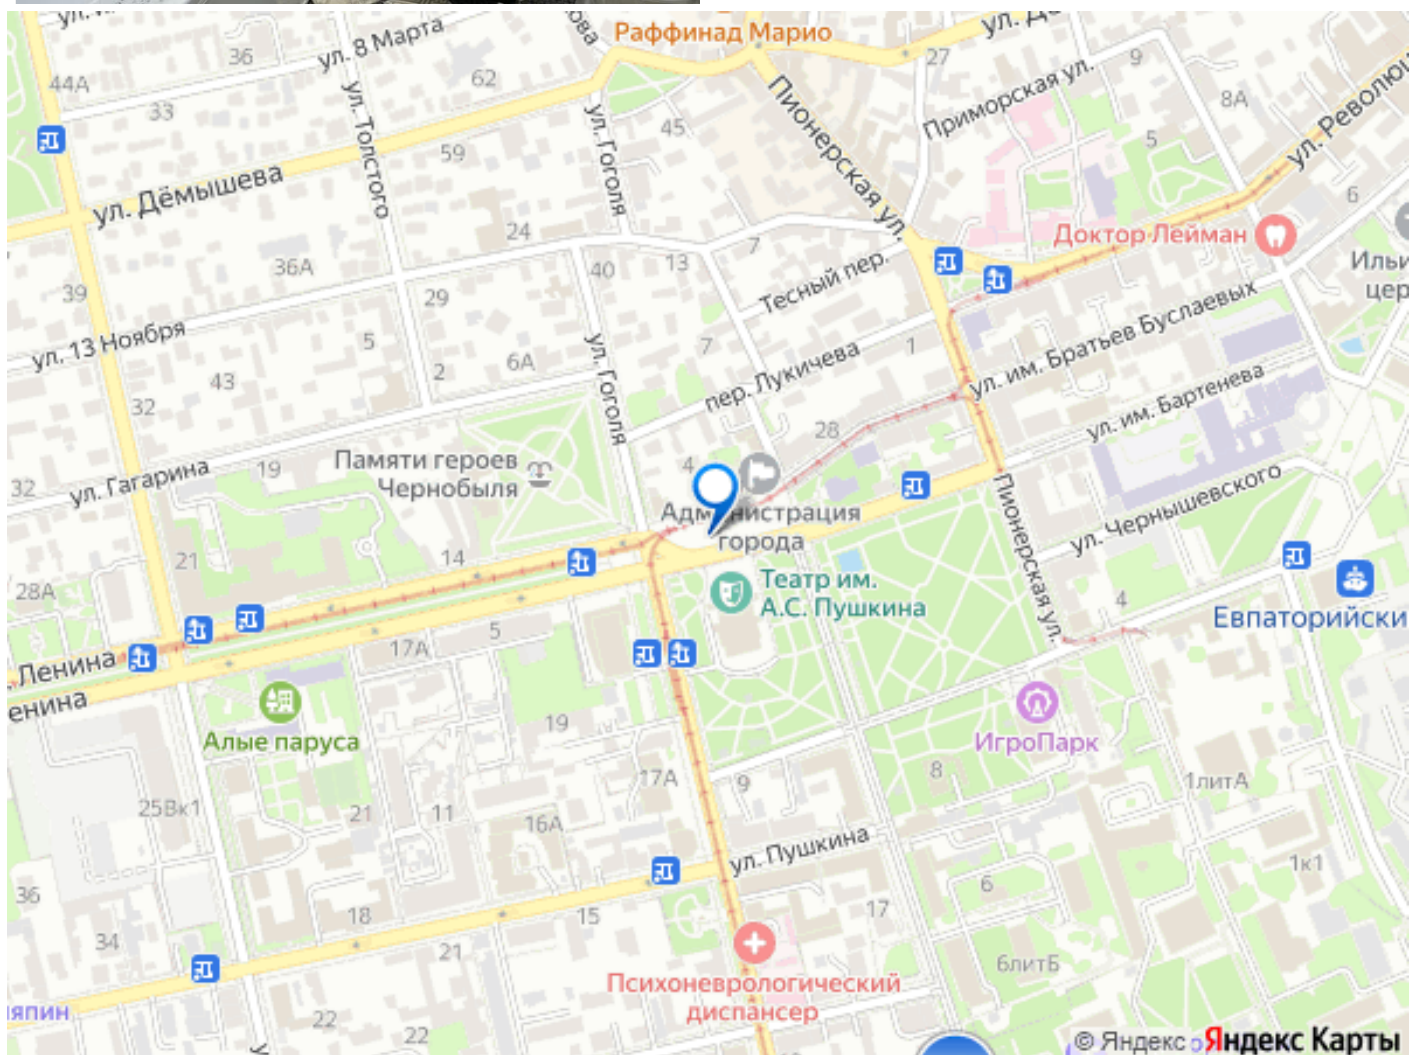 Раффинад Марио
ул. 8 Марта
36
44А
33
62
27
9
8А
ул. Толстого
ул. Гоголя
45
59
Пионерская ул.
Приморская ул.
5
ул. Дёмышева
24
36А
40
13
7
6
Доктор Лейман
39
29
Тесный пер.
ул. 13 Ноября
5
2
6А
ул. Гоголя
7
1
43
32
пер. Лукичева
ул. им. Братьев Буслаевых
ул. им. Бартенева
28
4
Памяти героев
Чернобыля
19
ул. Гагарина
32
Администрация
города
Пионерская ул.
ул. Чернышевского
21
14
28А
Театр им.
А.С. Пушкина
4
Евпаторийски
17А
5
Ленина
енина
Алые паруса
19
ИгроПарк
17А
9
8
1литА
25Вк1
21
11
16А
ул. Пушкина
1к1
36
18
15
6
17
34
21
6литБ
Психоневрологический
диспансер
япин
22
22
© Яндекс Яндекс Карты